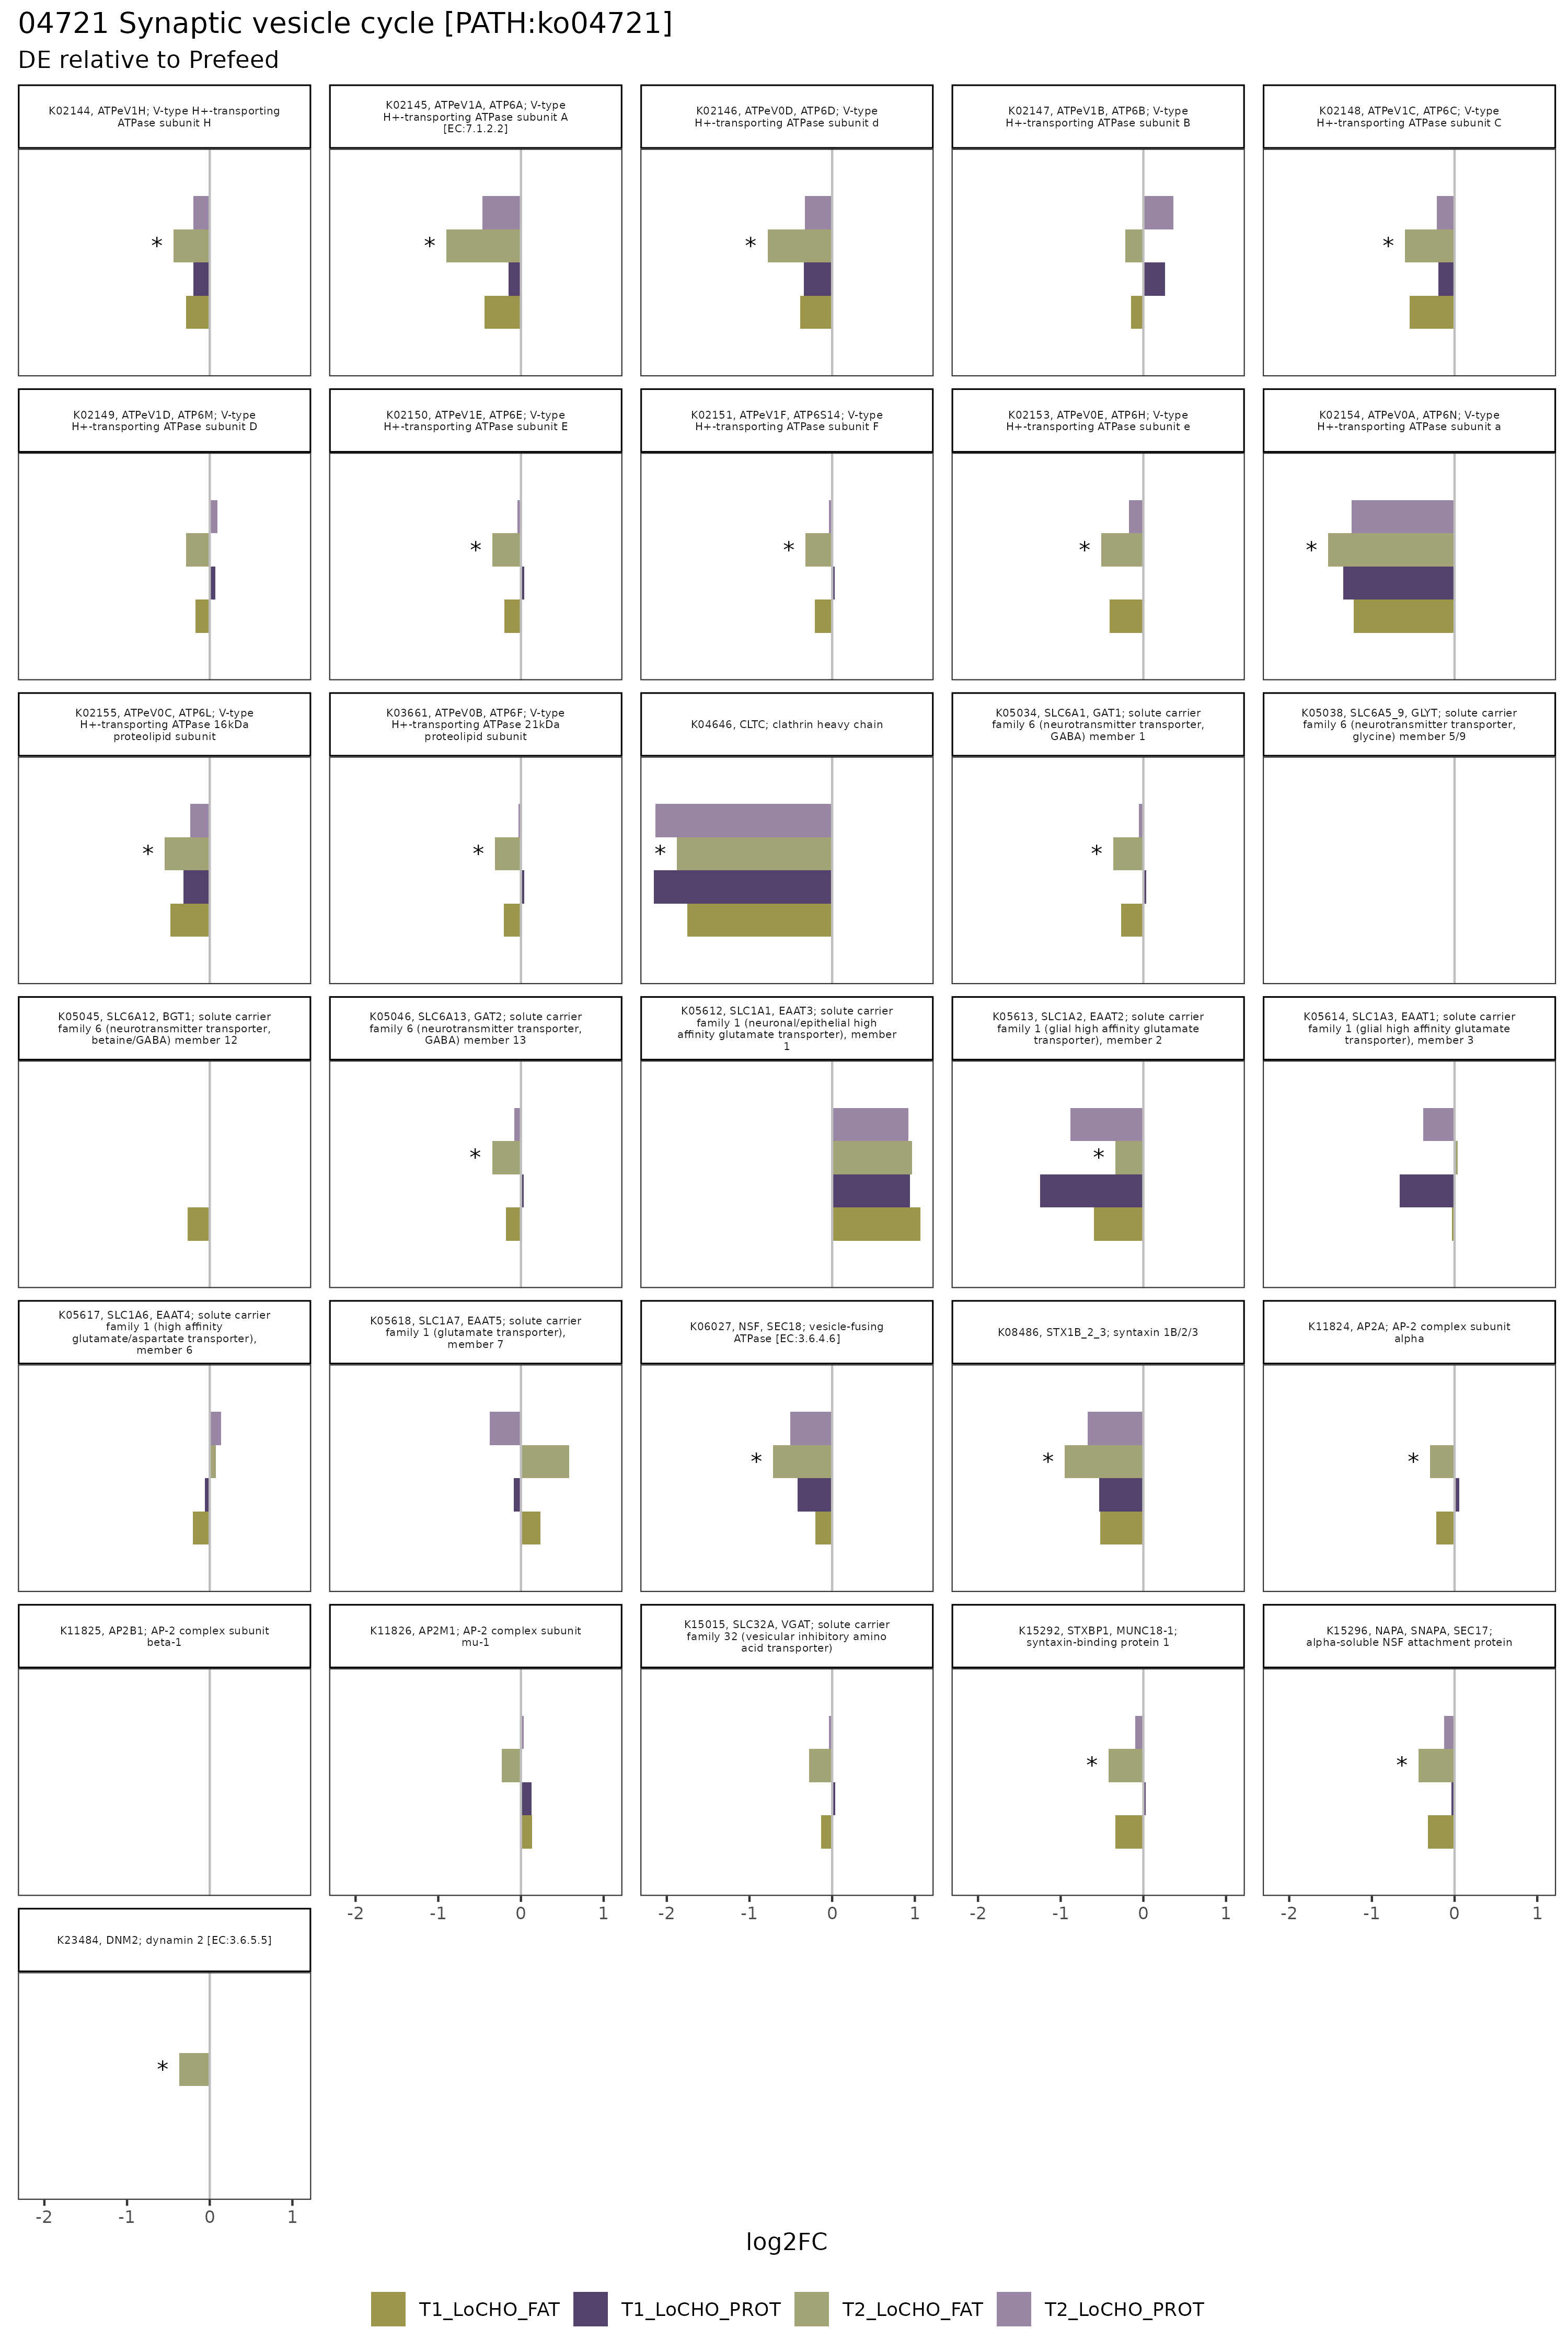 04721 Synaptic vesicle cycle [PATH:ko04721]
DE relative to Prefeed
K02144, ATPeV1H; V-type H+-transporting
ATPase subunit H
K02145, ATPeV1A, ATP6A; V-type
H+-transporting ATPase subunit A
[EC:7.1.2.2]
K02146, ATPeV0D, ATP6D; V-type
H+-transporting ATPase subunit d
K02147, ATPeV1B, ATP6B; V-type
H+-transporting ATPase subunit B
K02148, ATPeV1C, ATP6C; V-type
H+-transporting ATPase subunit C
*
*
*
*
K02149, ATPeV1D, ATP6M; V-type
H+-transporting ATPase subunit D
K02150, ATPeV1E, ATP6E; V-type
H+-transporting ATPase subunit E
K02151, ATPeV1F, ATP6S14; V-type
H+-transporting ATPase subunit F
K02153, ATPeV0E, ATP6H; V-type
H+-transporting ATPase subunit e
K02154, ATPeV0A, ATP6N; V-type
H+-transporting ATPase subunit a
*
*
*
*
K02155, ATPeV0C, ATP6L; V-type
H+-transporting ATPase 16kDa
proteolipid subunit
K03661, ATPeV0B, ATP6F; V-type
H+-transporting ATPase 21kDa
proteolipid subunit
K04646, CLTC; clathrin heavy chain
K05034, SLC6A1, GAT1; solute carrier
family 6 (neurotransmitter transporter,
GABA) member 1
K05038, SLC6A5_9, GLYT; solute carrier
family 6 (neurotransmitter transporter,
glycine) member 5/9
*
*
*
*
K05045, SLC6A12, BGT1; solute carrier
family 6 (neurotransmitter transporter,
betaine/GABA) member 12
K05046, SLC6A13, GAT2; solute carrier
family 6 (neurotransmitter transporter,
GABA) member 13
K05612, SLC1A1, EAAT3; solute carrier
family 1 (neuronal/epithelial high
affinity glutamate transporter), member
1
K05613, SLC1A2, EAAT2; solute carrier
family 1 (glial high affinity glutamate
transporter), member 2
K05614, SLC1A3, EAAT1; solute carrier
family 1 (glial high affinity glutamate
transporter), member 3
*
*
K05617, SLC1A6, EAAT4; solute carrier
family 1 (high affinity
glutamate/aspartate transporter),
member 6
K05618, SLC1A7, EAAT5; solute carrier
family 1 (glutamate transporter),
member 7
K06027, NSF, SEC18; vesicle-fusing
ATPase [EC:3.6.4.6]
K08486, STX1B_2_3; syntaxin 1B/2/3
K11824, AP2A; AP-2 complex subunit
alpha
*
*
*
K11825, AP2B1; AP-2 complex subunit
beta-1
K11826, AP2M1; AP-2 complex subunit
mu-1
K15015, SLC32A, VGAT; solute carrier
family 32 (vesicular inhibitory amino
acid transporter)
K15292, STXBP1, MUNC18-1;
syntaxin-binding protein 1
K15296, NAPA, SNAPA, SEC17;
alpha-soluble NSF attachment protein
*
*
-2 -1 0 1
-2 -1 0 1
-2 -1 0 1
-2 -1 0 1
K23484, DNM2; dynamin 2 [EC:3.6.5.5]
*
-2 -1 0 1
log2FC
T1_LoCHO_FAT
T1_LoCHO_PROT
T2_LoCHO_FAT
T2_LoCHO_PROT